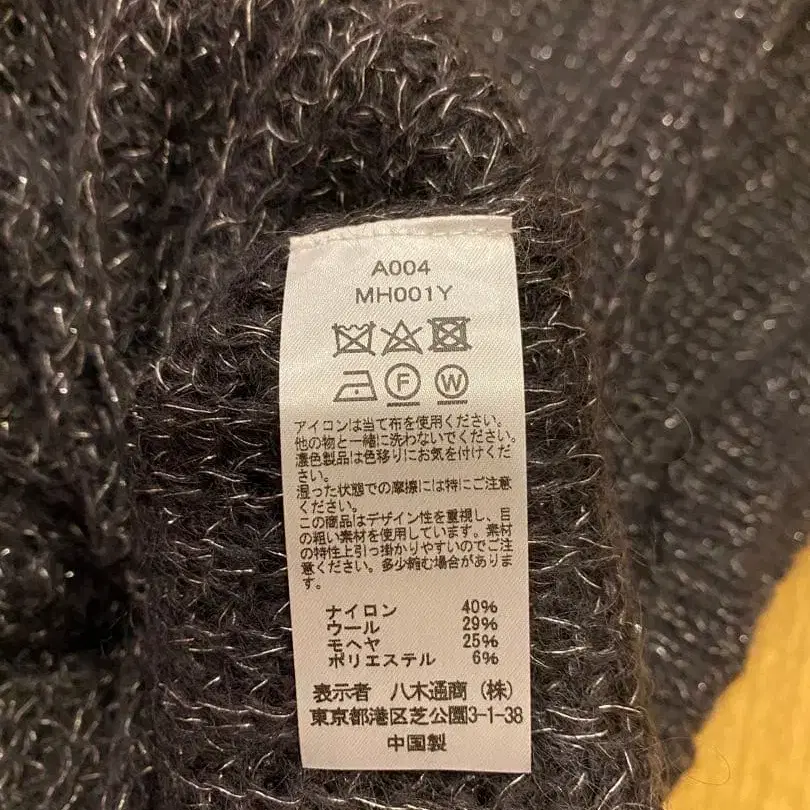 A004
MH001Y
F W
アイロンは当て布を使用ください。
他の物と一緒に洗わないでください。
濃色製品は色移りにお気を付けくだ
さい。
湿った状態での摩擦には特にご注意
ください。
この商品はデザイン性を重視し、目
の粗い素材を使用しています。素材
の特性上引っ掛かりやすいのでご注
意ください。多少縮む場合がありま
す。
ナイロン 40%
ウール 29%
モヘヤ 25%
ポリエステル 6%
表示者 八木通商(株)
東京都港区芝公園3-1-38
中国製